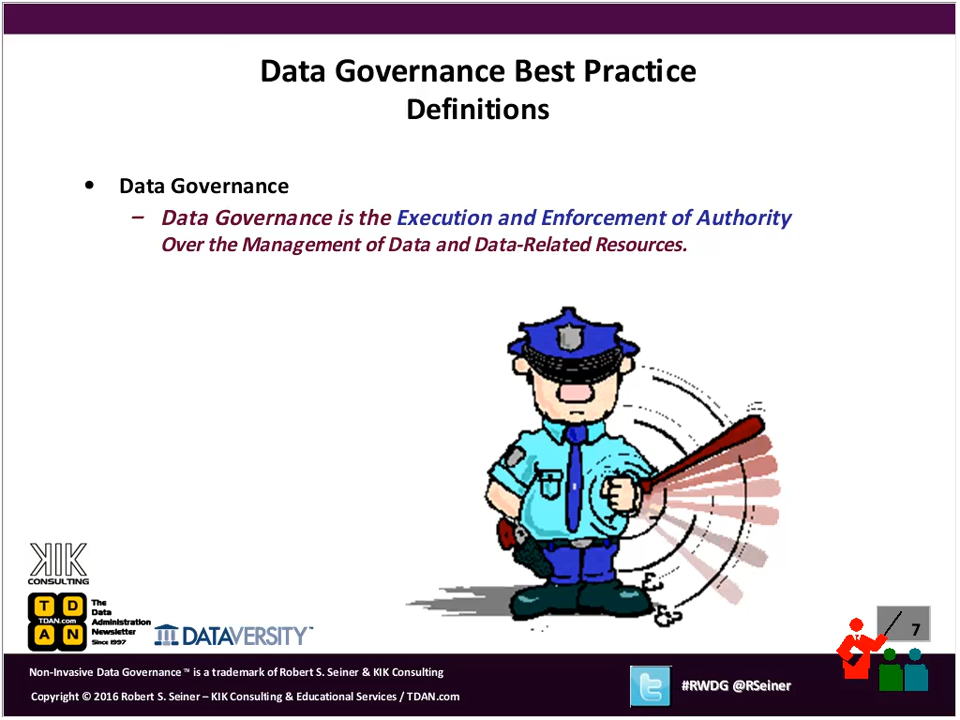 Data Governance Best Practice
Definitions
• Data Governance
– Data Governance is the Execution and Enforcement of Authority
Over the Management of Data and Data-Related Resources.
KIK
CONSULTING
T D
TDAN.com
A N
The
Data
Administration
Newsletter
Since 1997
DATAVERSITY™
7
Non-Invasive Data Governance™ is a trademark of Robert S. Seiner & KIK Consulting
Copyright © 2016 Robert S. Seiner – KIK Consulting & Educational Services / TDAN.com
#RWDG @RSeiner